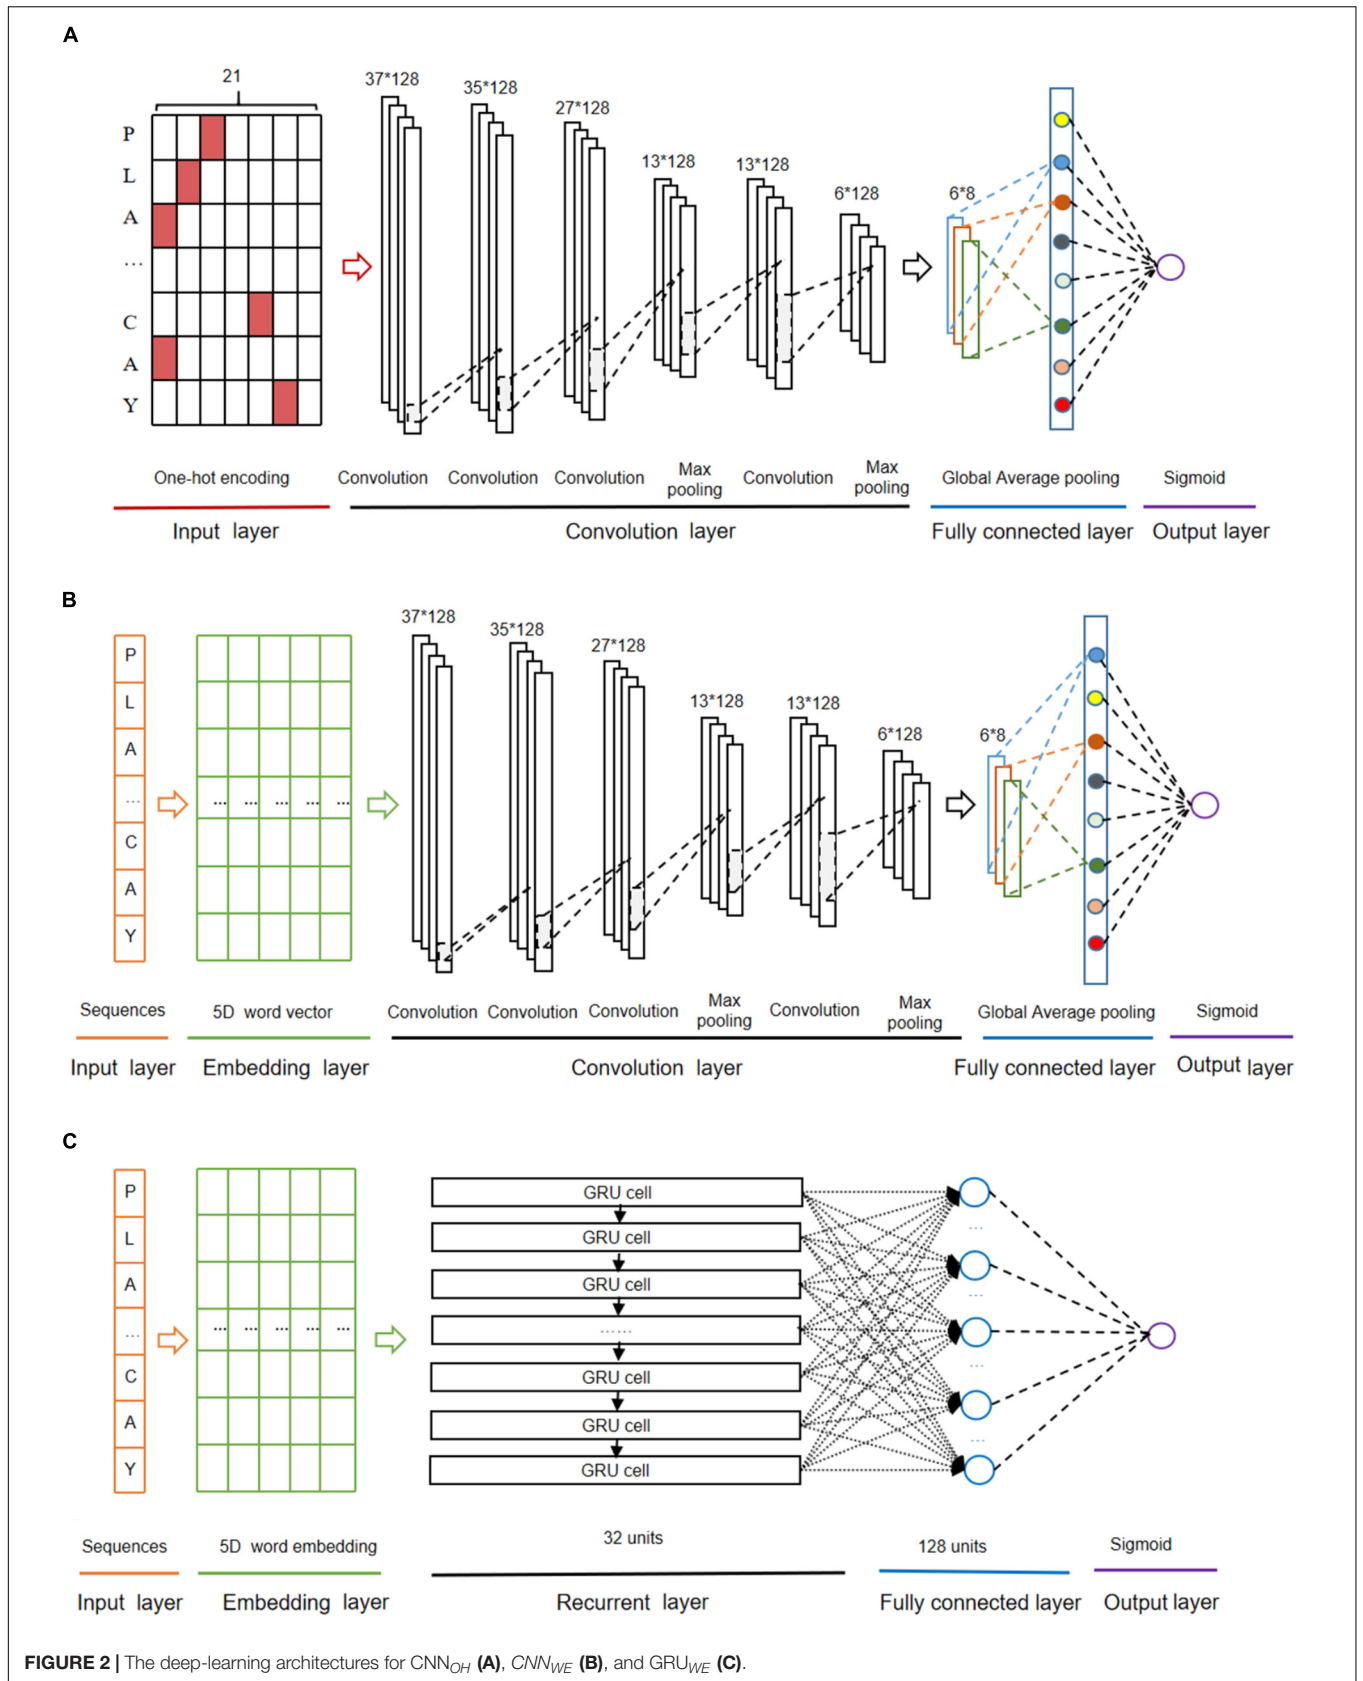 A
21
37*128
35*128
27*128
13*128
13*128
6*128
6*8
P
L
A
...
C
A
Y
One-hot encoding
Convolution
Convolution
Convolution
Max
pooling
Convolution
Max
pooling
Global Average pooling
Sigmoid
Input layer
Convolution layer
Fully connected layer
Output layer
B
37*128
35*128
27*128
13*128
13*128
6*128
6*8
P
L
A
...
... ... ... ... ...
C
A
Y
Sequences
5D word vector
Convolution
Convolution
Convolution
Max
pooling
Convolution
Max
pooling
Global Average pooling
Sigmoid
Input layer
Embedding layer
Convolution layer
Fully connected layer
Output layer
C
P
L
A
...
C
A
Y
... ... ... ... ...
GRU cell
GRU cell
GRU cell
......
GRU cell
GRU cell
GRU cell
...
...
...
...
Sequences
5D word embedding
32 units
128 units
Sigmoid
Input layer
Embedding layer
Recurrent layer
Fully connected layer
Output layer
FIGURE 2 | The deep-learning architectures for CNNOH (A), CNNWE (B), and GRUWE (C).